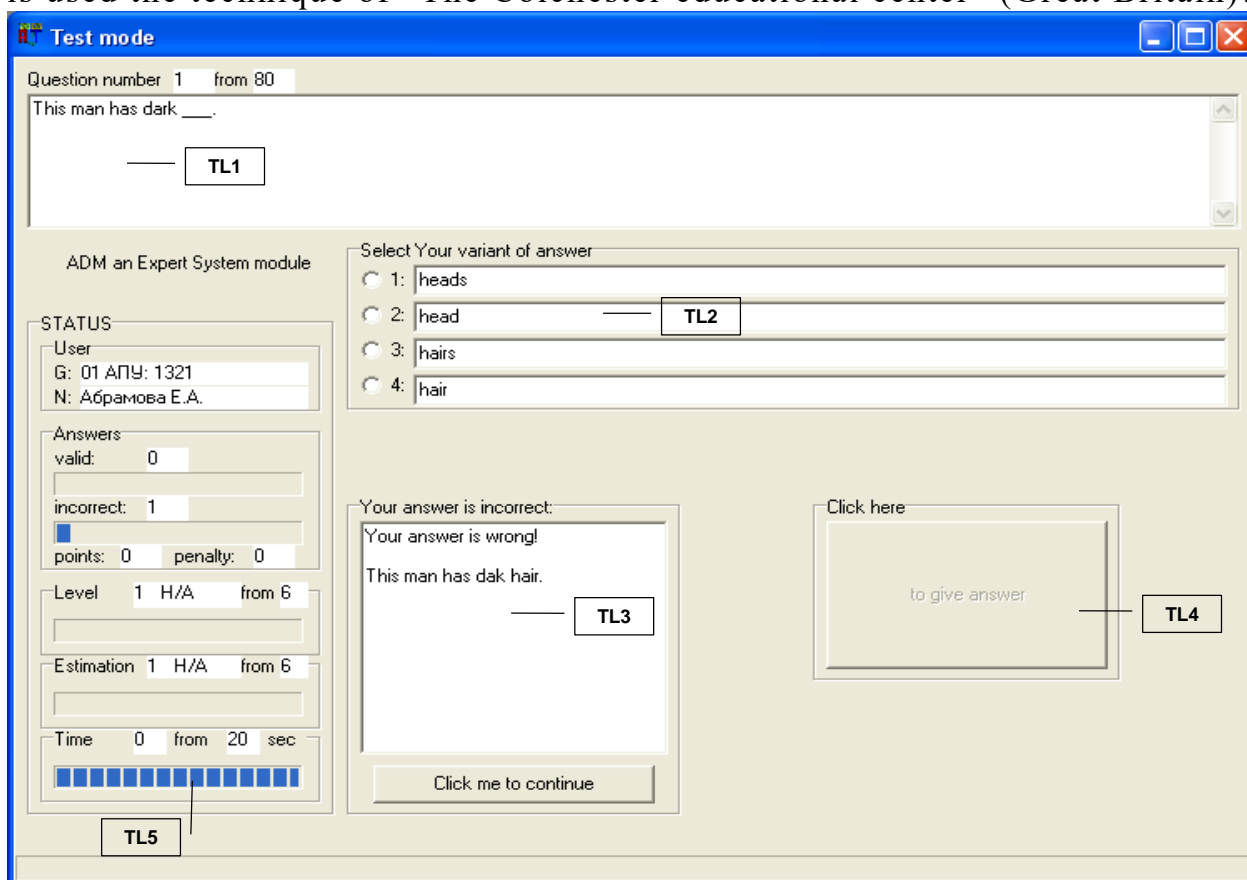 is used the technique of "The Colchester educational center" (Great Britain).
Test mode
Question number 1 from 80
This man has dark ___.
TL1
ADM an Expert System module
Select Your variant of answer
1: heads
2: head
TL2
3: hairs
4: hair
STATUS
User
G: 01 АПУ: 1321
N: Абрамова Е.А.
Answers
valid: 0
incorrect: 1
points: 0 penalty: 0
Level 1 H/A from 6
Estimation 1 H/A from 6
Time 0 from 20 sec
TL5
Your answer is incorrect:
Your answer is wrong!
This man has dak hair.
TL3
Click me to continue
Click here
to give answer
TL4